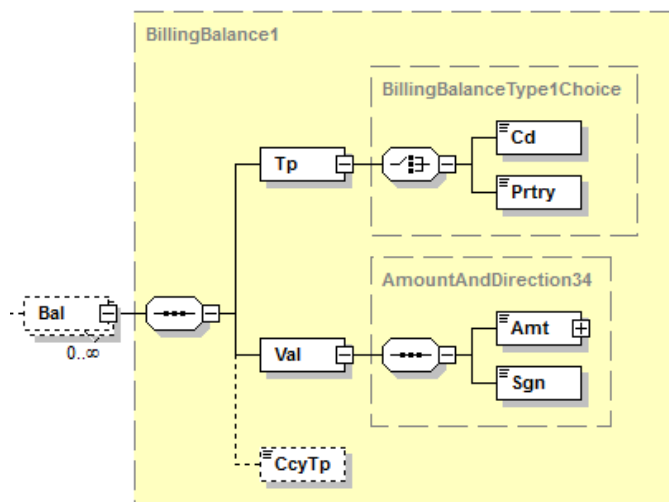 BillingBalance1
BillingBalanceType1Choice
Cd
Tp
Prtry
AmountAndDirection34
Bal
0..∞
Amt
Val
Sgn
CcyTp